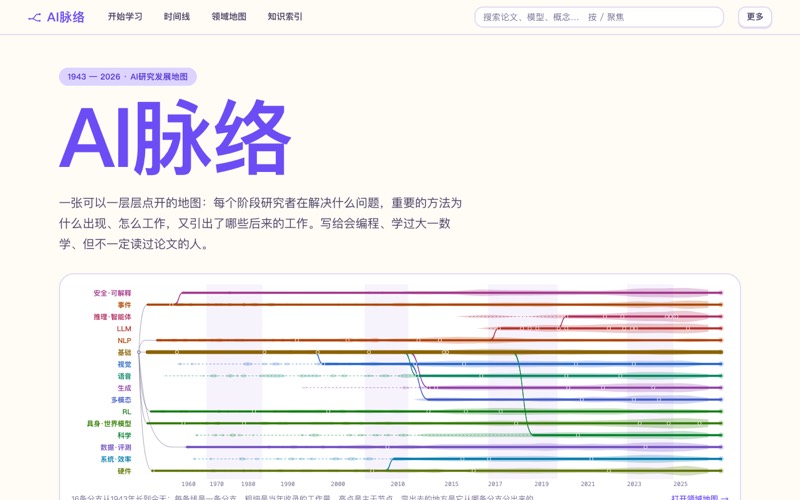 AI脉络
开始学习
时间线
领域地图
知识索引
搜索论文、模型、概念… 按 / 聚焦
更多
1943 — 2026 · AI研究发展地图
AI脉络
一张可以一层层点开的地图：每个阶段研究者在解决什么问题，重要的方法为
什么出现、怎么工作，又引出了哪些后来的工作。写给会编程、学过大一数
学、但不一定读过论文的人。
安全·可解释
事件
推理·智能体
LLM
NLP
基础
视觉
语音
生成
多模态
RL
具身·世界模型
科学
数据·评测
系统·效率
硬件
1960 1970 1980 1990 2000 2010 2015 2017 2019 2021 2023 2025
打开领域地图 →